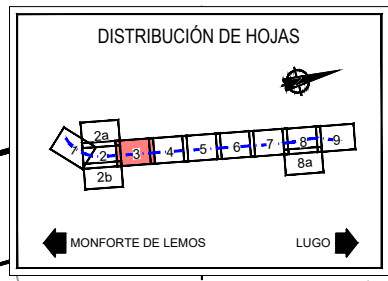 DISTRIBUCIÓN DE HOJAS
2a
1
2
3
4
5
6
7
8
9
2b
8a
MONFORTE DE LEMOS
LUGO